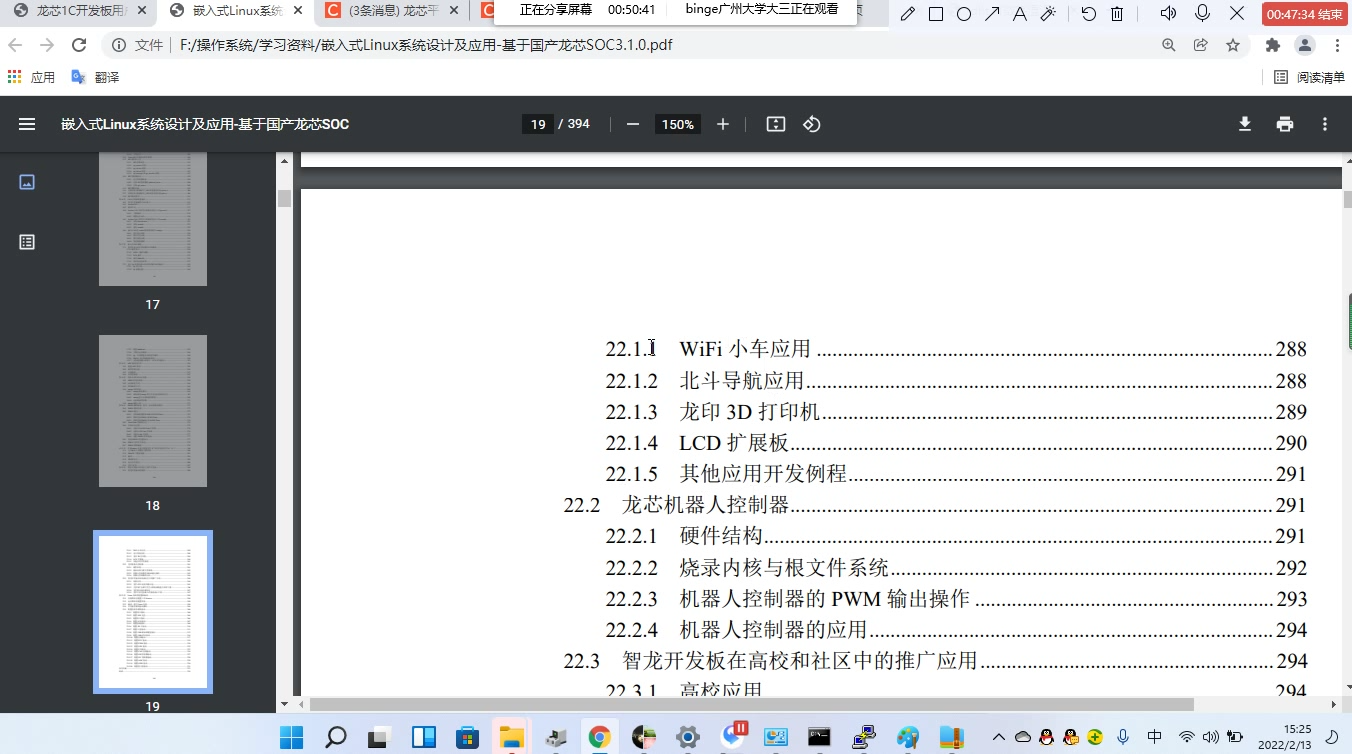 龙芯1C开发板用户
嵌入式Linux系统
(3条消息) 龙芯平
正在分享屏幕 00:50:41 binge广州大学大三正在观看
00:47:34 结束
文件 F:/操作系统/学习资料/嵌入式Linux系统设计及应用-基于国产龙芯SOC3.1.0.pdf
应用 翻译 阅读清单
嵌入式Linux系统设计及应用-基于国产龙芯SOC
19 / 394 150%
17
18
19
22.1.1 WiFi 小车应用 288
22.1.2 北斗导航应用 288
22.1.3 龙印 3D 打印机 289
22.1.4 LCD 扩展板 290
22.1.5 其他应用开发例程 291
22.2 龙芯机器人控制器 291
22.2.1 硬件结构 291
22.2.2 烧录内核与根文件系统 292
22.2.3 机器人控制器的 PWM 输出操作 293
22.2.4 机器人控制器的应用 294
22.3 智龙开发板在高校和社区中的推广应用 294
22.3.1 高校应用 294
中
15:25
2022/2/13